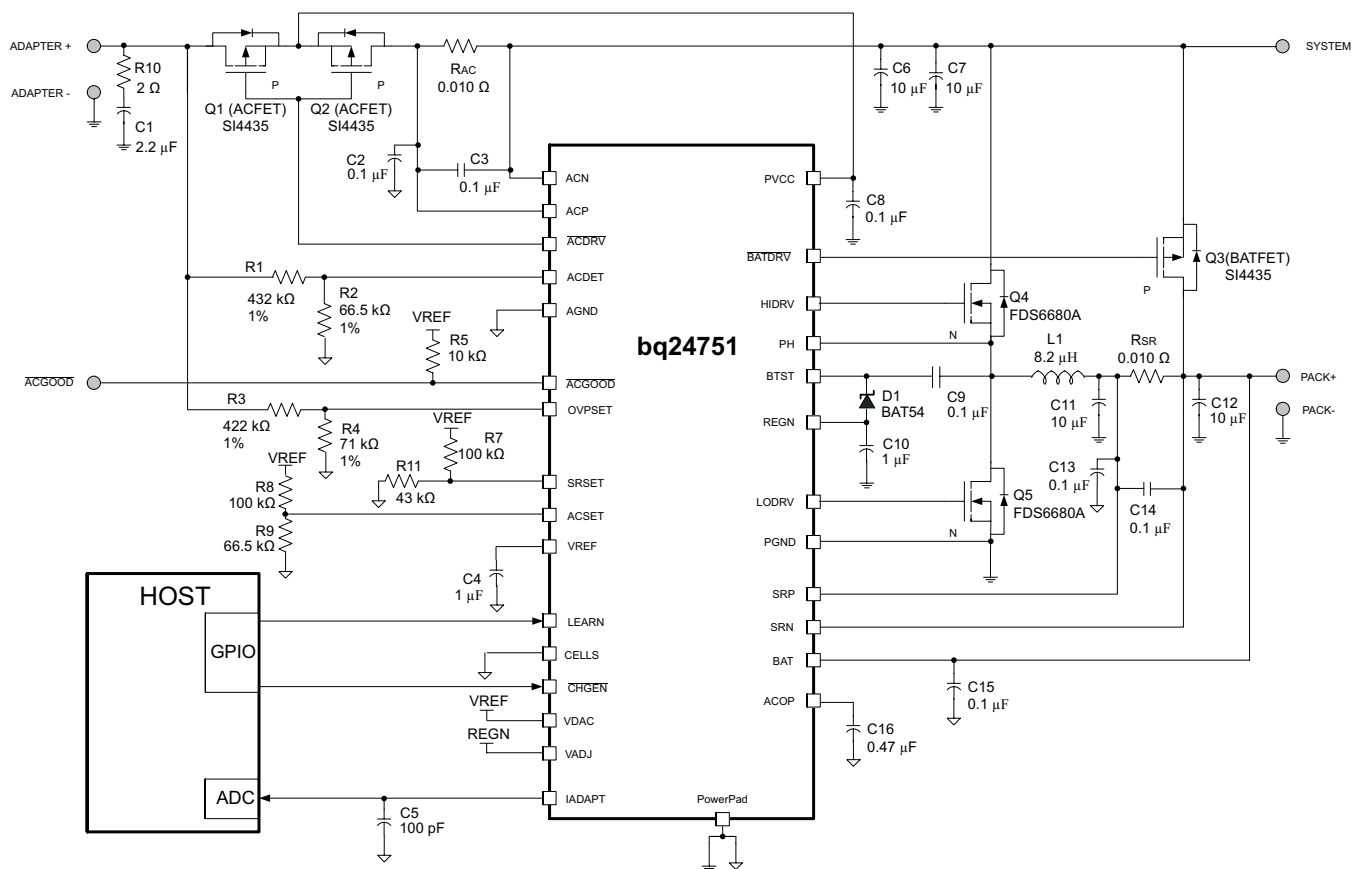 ADAPTER +
R10
2 Ω
ADAPTER -
C1
2.2 µF
P
P
Q1 (ACFET)
SI4435
Q2 (ACFET)
SI4435
RAC
0.010 Ω
C6
10 µF
C7
10 µF
SYSTEM
C2
0.1 µF
C3
0.1 µF
C8
0.1 µF
Q3(BATFET)
SI4435
P
R1
432 kΩ
1%
R2
66.5 kΩ
1%
VREF
R5
10 kΩ
ACGOOD
R3
422 kΩ
1%
R4
71 kΩ
1%
VREF
R7
100 kΩ
VREF
R8
100 kΩ
R11
43 kΩ
R9
66.5 kΩ
C4
1 µF
HOST
GPIO
ADC
VREF
REGN
C5
100 pF
bq24751
ACN
ACP
ACDRV
ACDET
AGND
ACGOOD
OVPSET
SRSET
ACSET
VREF
LEARN
CELLS
CHGEN
VDAC
VADJ
IADAPT
PowerPad
PVCC
BATDRV
HIDRV
PH
BTST
REGN
LODRV
PGND
SRP
SRN
BAT
ACOP
Q4
FDS6680A
N
L1
8.2 µH
RSR
0.010 Ω
D1
BAT54
C9
0.1 µF
C10
1 µF
C11
10 µF
C12
10 µF
PACK+
PACK-
C13
0.1 µF
C14
0.1 µF
Q5
FDS6680A
N
C15
0.1 µF
C16
0.47 µF